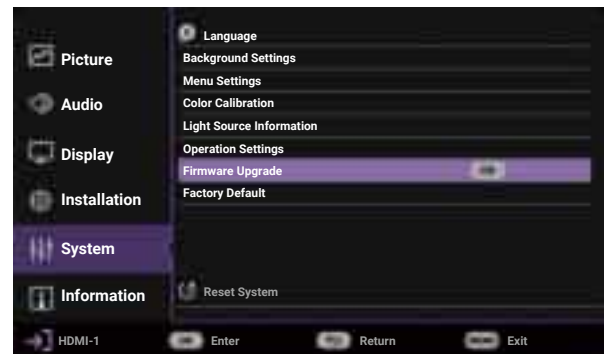 Picture
Audio
Display
Installation
System
Information
Language
Background Settings
Menu Settings
Color Calibration
Light Source Information
Operation Settings
Firmware Upgrade
Factory Default
Reset System
HDMI-1
Enter
Return
Exit